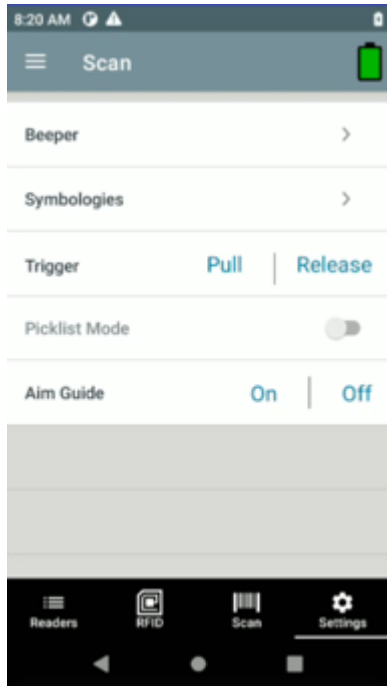 8:20 AM
Scan
Beeper
Symbologies
Trigger Pull Release
Picklist Mode
Aim Guide On Off
Readers RFID Scan Settings